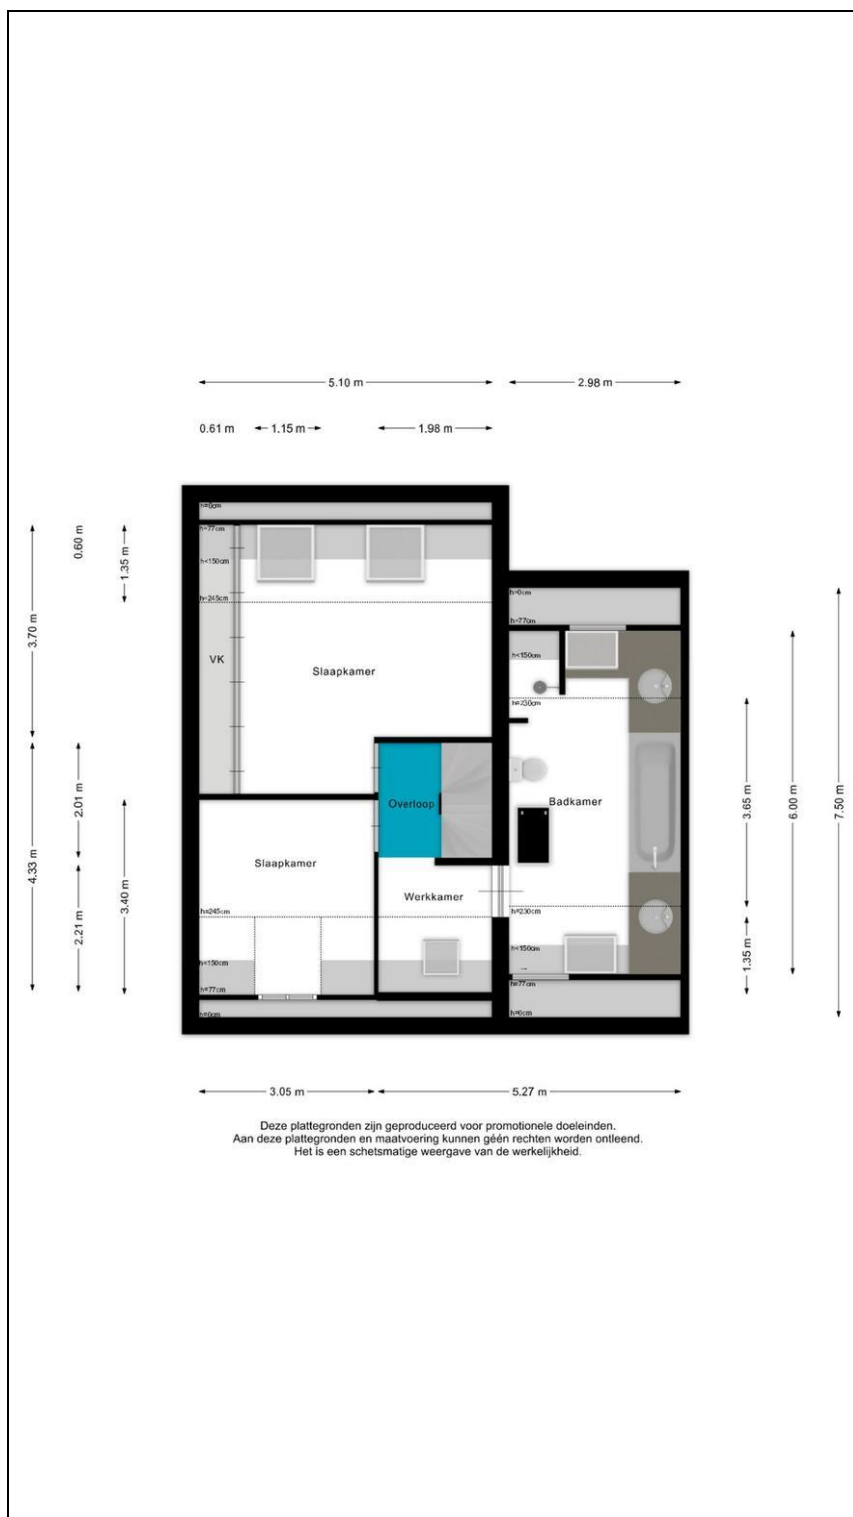 5.10 m
2.98 m
0.61 m
1.15 m
1.98 m
h=0cm
h=77cm
h<150cm
h=245cm
0.60 m
1.35 m
3.70 m
VK
Slaapkamer
h=0cm
h=77cm
h<150cm
h=230cm
Overloop
Badkamer
2.01 m
4.33 m
3.40 m
2.21 m
3.65 m
6.00 m
7.50 m
1.35 m
Slaapkamer
Werkkamer
h=245cm
h=230cm
h<150cm
h<150cm
h=77cm
h=77cm
h=0cm
h=0cm
3.05 m
5.27 m
Deze plattegronden zijn geproduceerd voor promotionele doeleinden.
Aan deze plattegronden en maatvoering kunnen géén rechten worden ontleend.
Het is een schetsmatige weergave van de werkelijkheid.